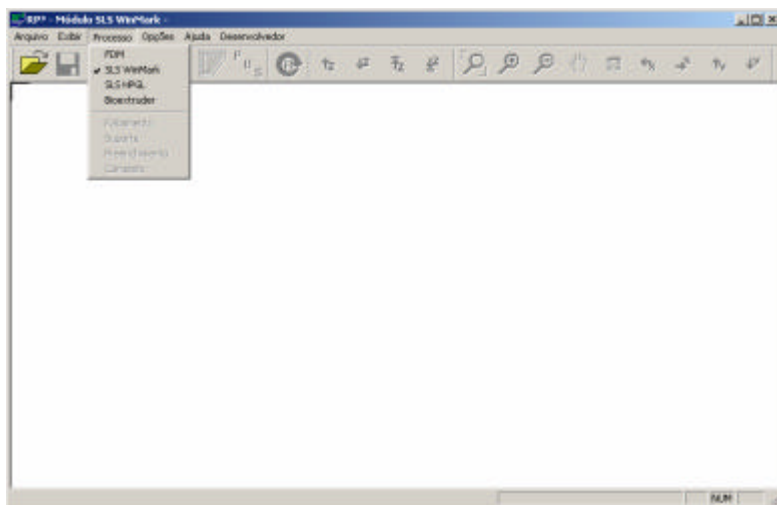 RP³ - Módulo SLS WinMark -
Arquivo Exibir Processo Opções Ajuda Desenvolvedor
FDM
SLS WinMark
SLS HPGL
Bioextruder
Fatiamento
Suporte
Preenchimento
Contorno
NUM